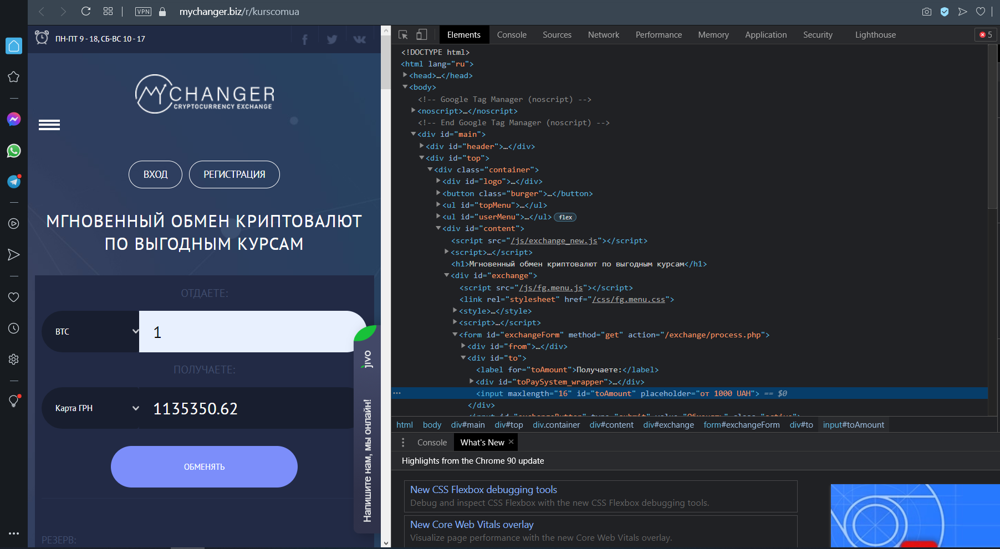 VPN
mychanger.biz/r/kurscomua
ПН-ПТ 9 - 18, СБ-ВС 10 - 17
MYCHANGER
CRYPTOCURRENCY EXCHANGE
ВХОД
РЕГИСТРАЦИЯ
МГНОВЕННЫЙ ОБМЕН КРИПТОВАЛЮТ
ПО ВЫГОДНЫМ КУРСАМ
ОТДАЕТЕ:
BTC
1
ПОЛУЧАЕТЕ:
Карта ГРН
1135350.62
ОБМЕНЯТЬ
РЕЗЕРВ:
jivo
Напишите нам, мы онлайн!
Elements
Console
Sources
Network
Performance
Memory
Application
Security
Lighthouse
5
<!DOCTYPE html>
<html lang="ru">
<head>…</head>
<body>
<!-- Google Tag Manager (noscript) -->
<noscript>…</noscript>
<!-- End Google Tag Manager (noscript) -->
<div id="main">
<div id="header">…</div>
<div id="top">
<div class="container">
<div id="logo">…</div>
<button class="burger">…</button>
<ul id="topMenu">…</ul>
<ul id="userMenu">…</ul> flex
<div id="content">
<script src="/js/exchange_new.js"></script>
<script>…</script>
<h1>Мгновенный обмен криптовалют по выгодным курсам</h1>
<div id="exchange">
<script src="/js/fg.menu.js"></script>
<link rel="stylesheet" href="/css/fg.menu.css">
<style>…</style>
<script>…</script>
<form id="exchangeForm" method="get" action="/exchange/process.php">
<div id="from">…</div>
<div id="to">
<label for="toAmount">Получаете:</label>
<div id="toPaySystem_wrapper">…</div>
<input maxlength="16" id="toAmount" placeholder="от 1000 UAH"> == $0
</div>
<input id="exchangeButton" type="submit" value="Обменять" class="active">
html body div#main div#top div.container div#content div#exchange form#exchangeForm div#to input#toAmount
Console
What's New
Highlights from the Chrome 90 update
New CSS Flexbox debugging tools
Debug and inspect CSS Flexbox with the new CSS Flexbox debugging tools.
New Core Web Vitals overlay
Visualize page performance with the new Core Web Vitals overlay.